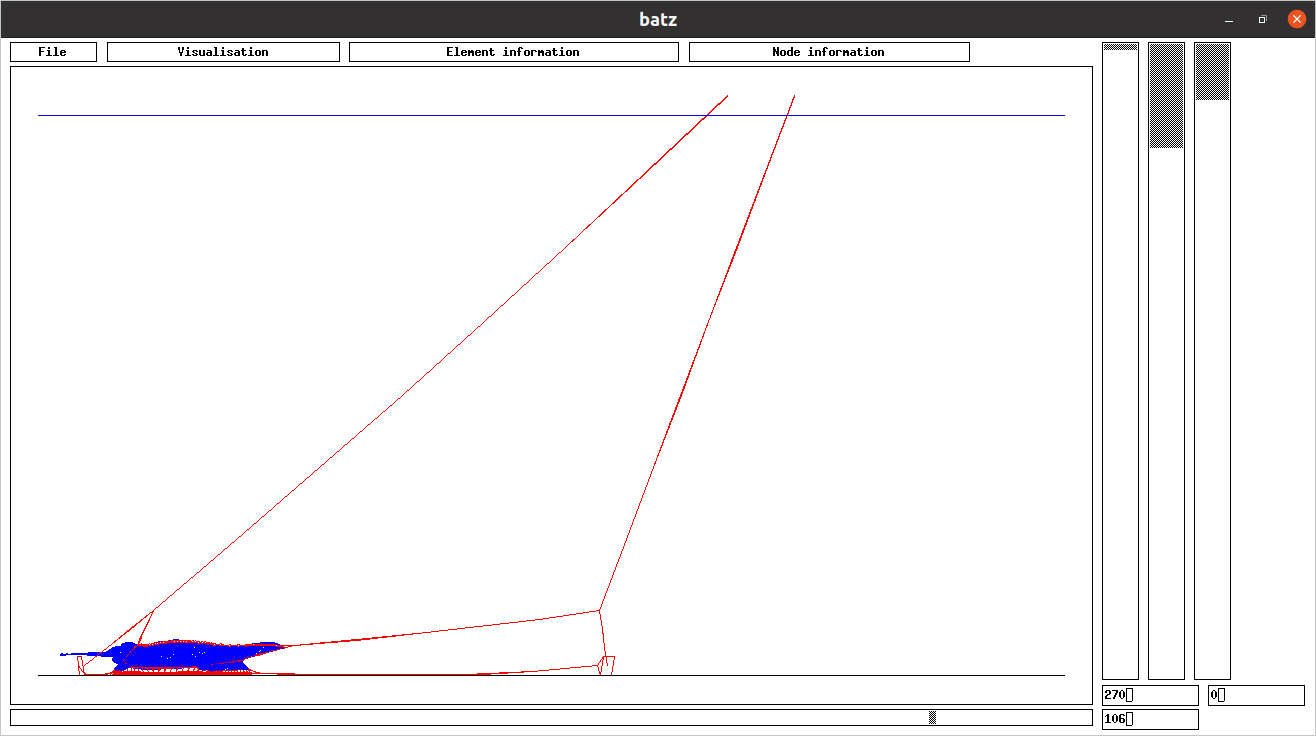 batz
File Visualisation Element information Node information
270 0
106